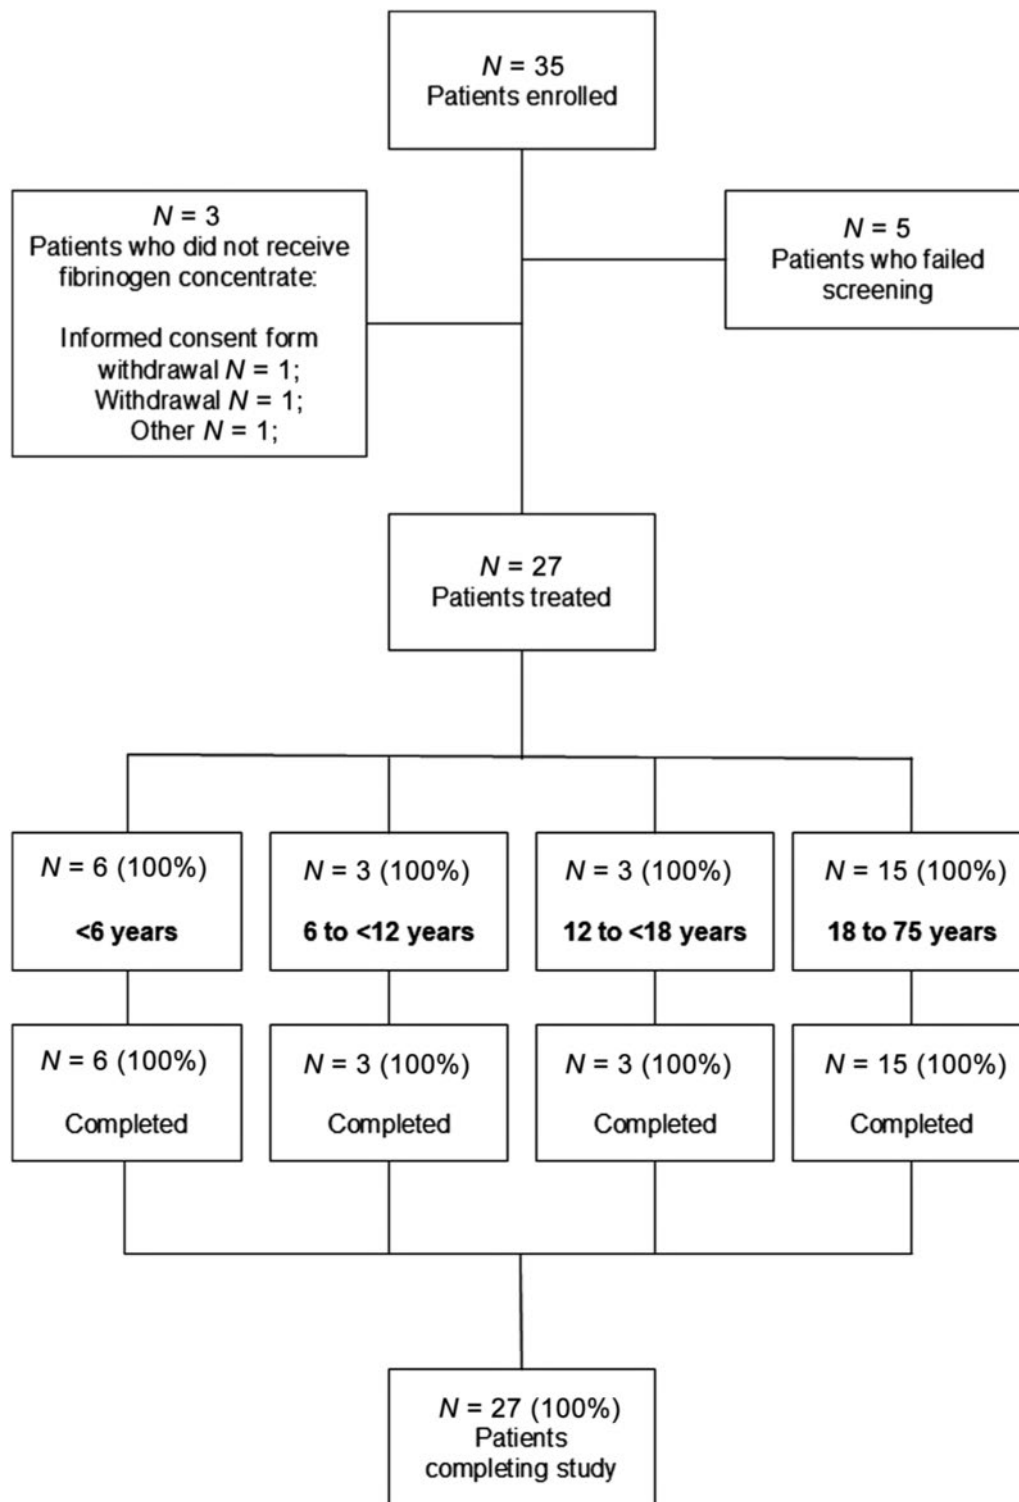 N = 35
Patients enrolled
N = 3
Patients who did not receive
fibrinogen concentrate:
Informed consent form
withdrawal N = 1;
Withdrawal N = 1;
Other N = 1;
N = 5
Patients who failed
screening
N = 27
Patients treated
N = 6 (100%)
<6 years
N = 3 (100%)
6 to <12 years
N = 3 (100%)
12 to <18 years
N = 15 (100%)
18 to 75 years
N = 6 (100%)
Completed
N = 3 (100%)
Completed
N = 3 (100%)
Completed
N = 15 (100%)
Completed
N = 27 (100%)
Patients
completing study